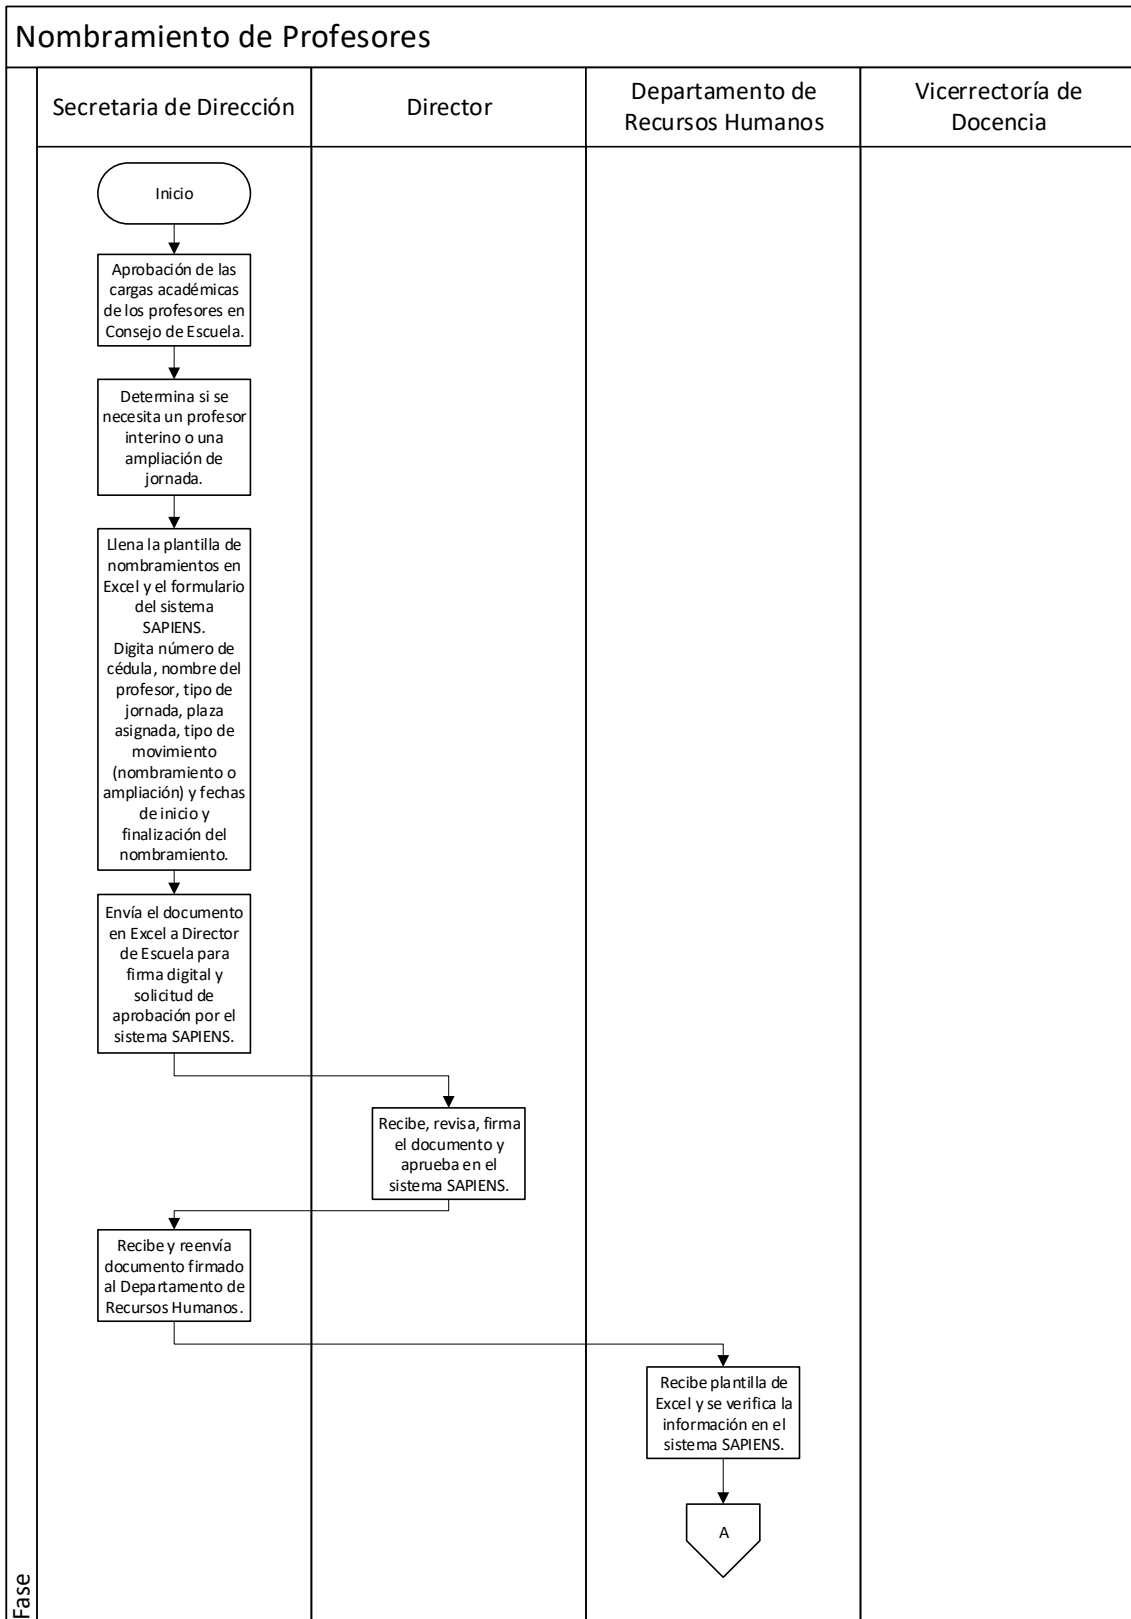 Nombramiento de Profesores
Secretaria de Dirección
Director
Departamento de
Recursos Humanos
Vicerrectoría de
Docencia
Inicio
Aprobación de las
cargas académicas
de los profesores en
Consejo de Escuela.
Determina si se
necesita un profesor
interino o una
ampliación de
jornada.
Llena la plantilla de
nombramientos en
Excel y el formulario
del sistema
SAPIENS.
Digita número de
cédula, nombre del
profesor, tipo de
jornada, plaza
asignada, tipo de
movimiento
(nombramiento o
ampliación) y fechas
de inicio y
finalización del
nombramiento.
Envía el documento
en Excel a Director
de Escuela para
firma digital y
solicitud de
aprobación por el
sistema SAPIENS.
Recibe, revisa, firma
el documento y
aprueba en el
sistema SAPIENS.
Recibe y reenvía
documento firmado
al Departamento de
Recursos Humanos.
Recibe plantilla de
Excel y se verifica la
información en el
sistema SAPIENS.
A
Fase